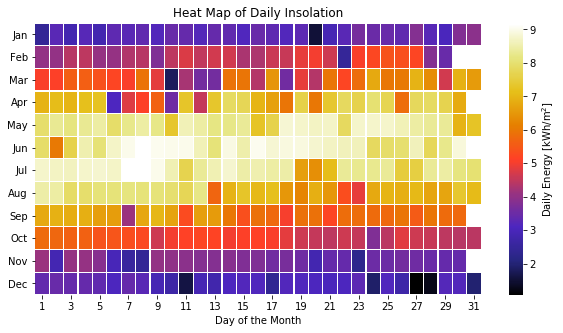 Heat Map of Daily Insolation
Jan
Feb
Mar
Apr
May
Jun
Jul
Aug
Sep
Oct
Nov
Dec
1 3 5 7 9 11 13 15 17 19 21 23 25 27 29 31
Day of the Month
9
8
7
6
5
4
3
2
Daily Energy [kWh/m²]